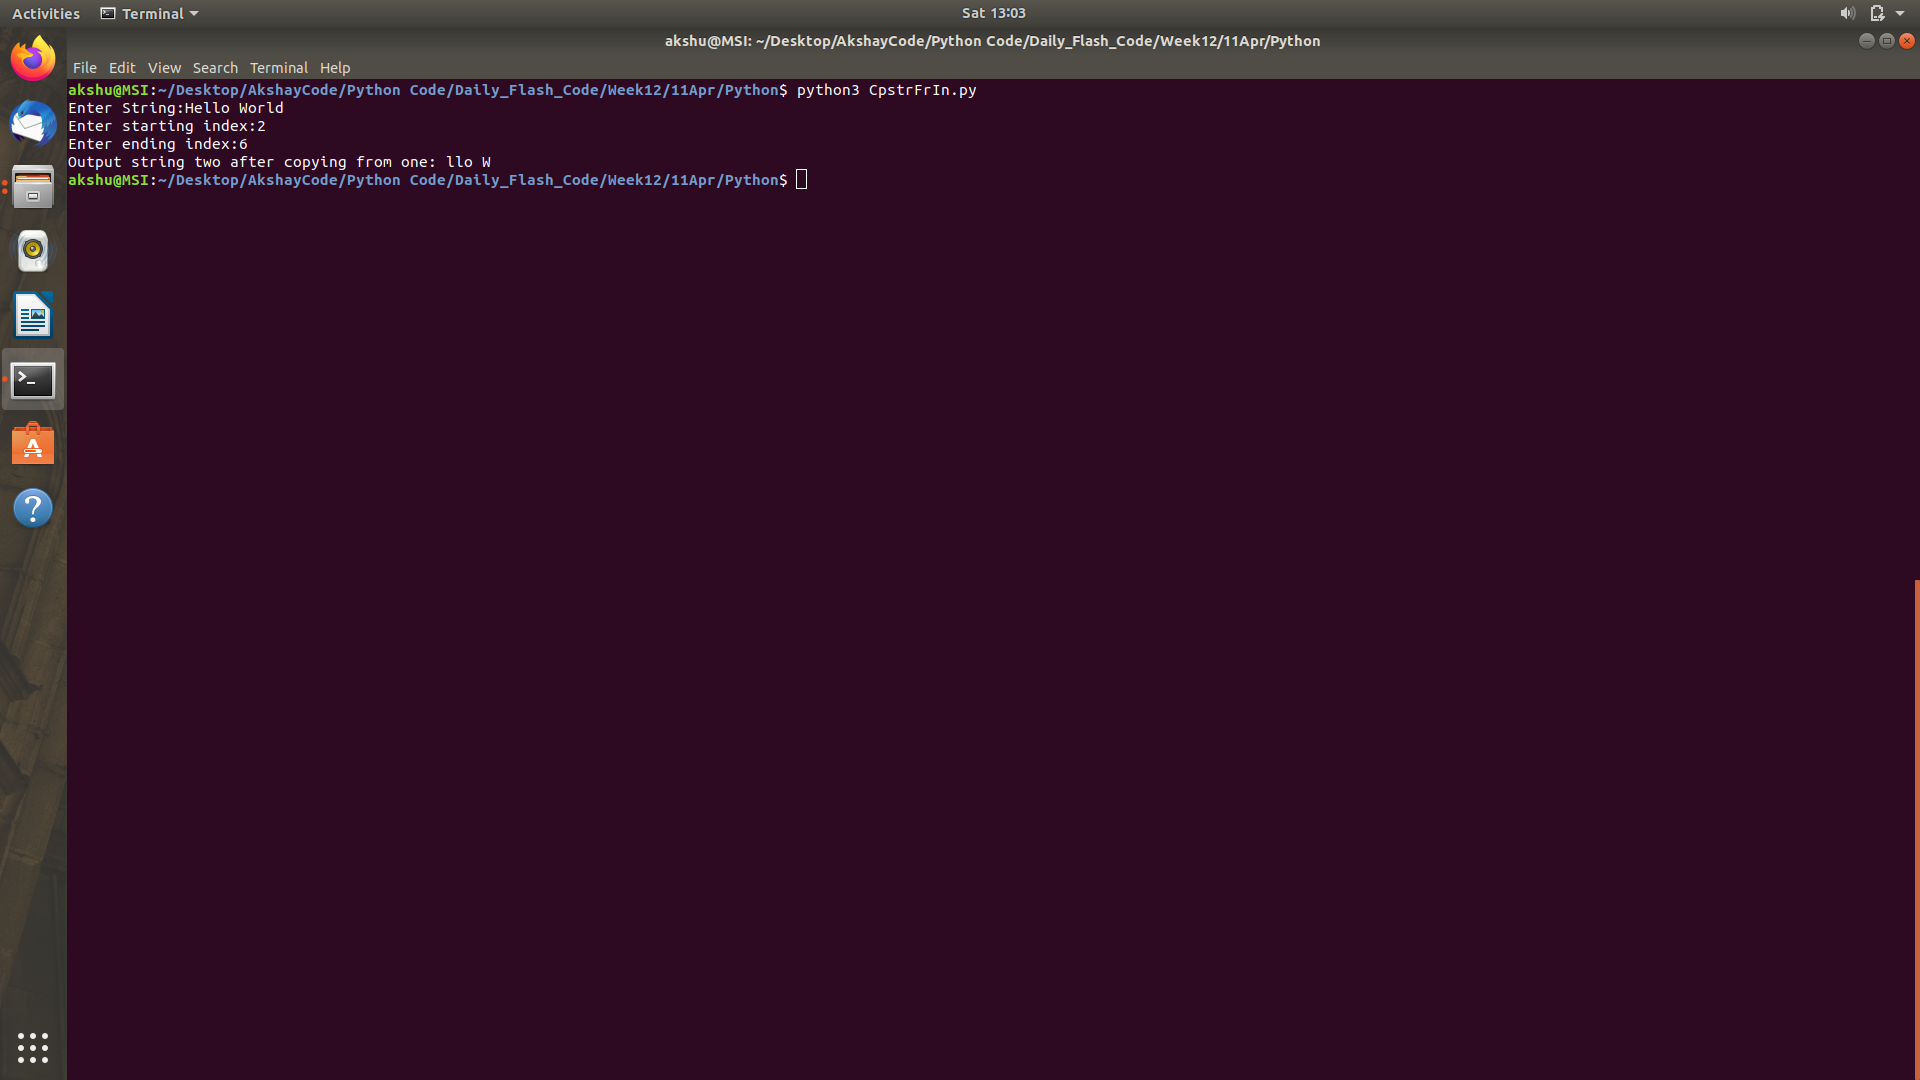 Activities Terminal Sat 13:03
akshu@MSI: ~/Desktop/AkshayCode/Python Code/Daily_Flash_Code/Week12/11Apr/Python
File Edit View Search Terminal Help
akshu@MSI:~/Desktop/AkshayCode/Python Code/Daily_Flash_Code/Week12/11Apr/Python$ python3 CpstrFrIn.py
Enter String:Hello World
Enter starting index:2
Enter ending index:6
Output string two after copying from one: llo W
akshu@MSI:~/Desktop/AkshayCode/Python Code/Daily_Flash_Code/Week12/11Apr/Python$